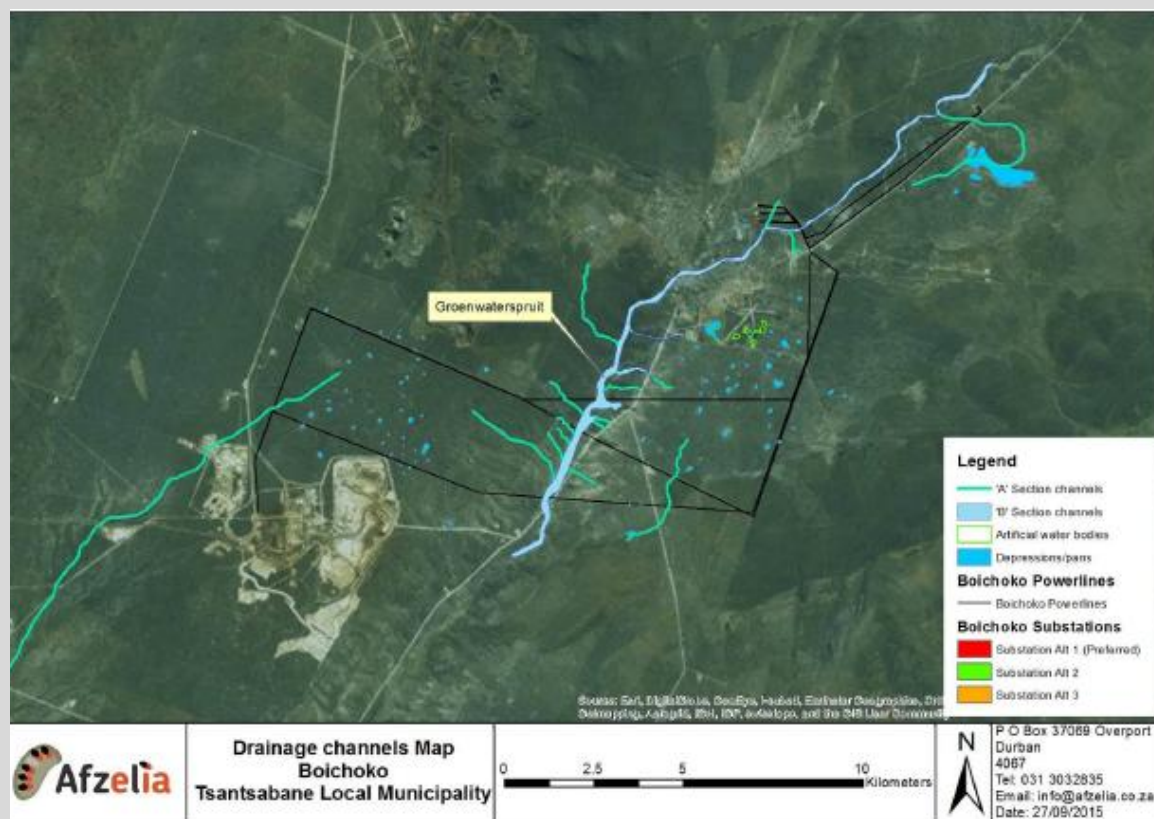 Groenwaterspruit
Legend
'A' Section channels
'B' Section channels
Artificial water bodies
Depressions/pans
Boichoko Powerlines
Boichoko Powerlines
Boichoko Substations
Substation Alt 1 (Preferred)
Substation Alt 2
Substation Alt 3
Afzelia
Drainage channels Map
Boichoko
Tsantsabane Local Municipality
0 2.5 5 10
Kilometers
N
P O Box 37069 Overport
Durban
4067
Tel: 031 3032835
Email: info@afzelia.co.za
Date: 27/09/2015